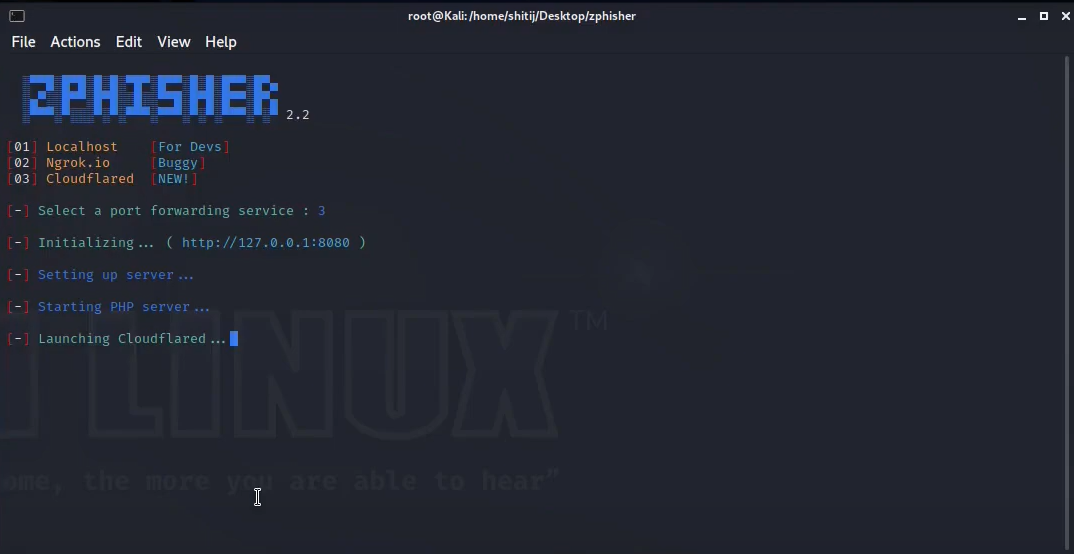 root@Kali:/home/shitij/Desktop/zphisher
File Actions Edit View Help
ZPHISHER 2.2
[01] Localhost [For Devs]
[02] Ngrok.io [Buggy]
[03] Cloudflared [NEW!]
[-] Select a port forwarding service : 3
[-] Initializing... ( http://127.0.0.1:8080 )
[-] Setting up server...
[-] Starting PHP server...
[-] Launching Cloudflared...
LINUX™
the more you are able to hear”